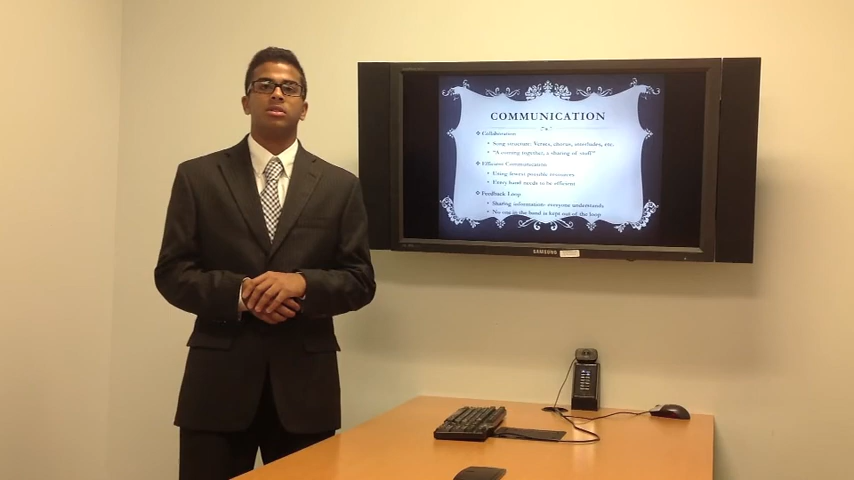 COMMUNICATION
❖ Collaboration
• Song structure: Verses, chorus, interludes, etc.
• "A coming together, a sharing of stuff"
❖ Efficient Communication
• Using fewest possible resources
• Every band needs to be efficient
❖ Feedback Loop
• Sharing information: everyone understands
• No one in the band is kept out of the loop
SAMSUNG